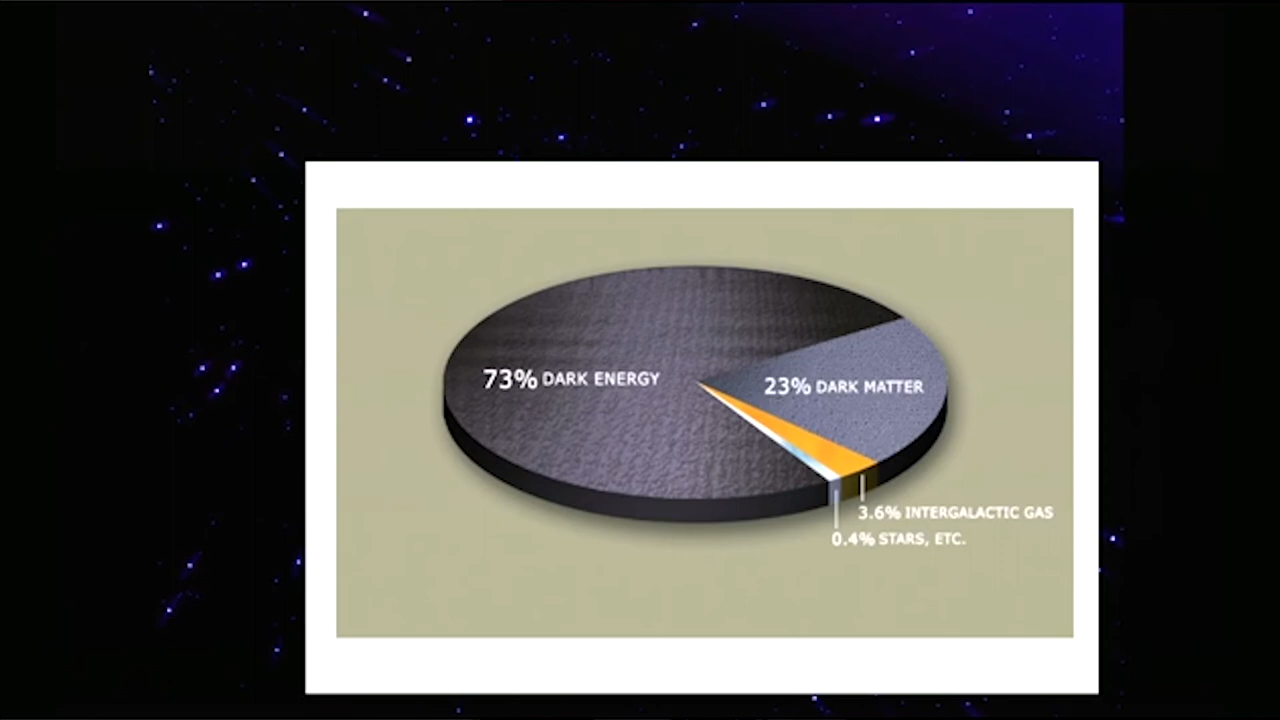 73% DARK ENERGY
23% DARK MATTER
3.6% INTERGALACTIC GAS
0.4% STARS, ETC.